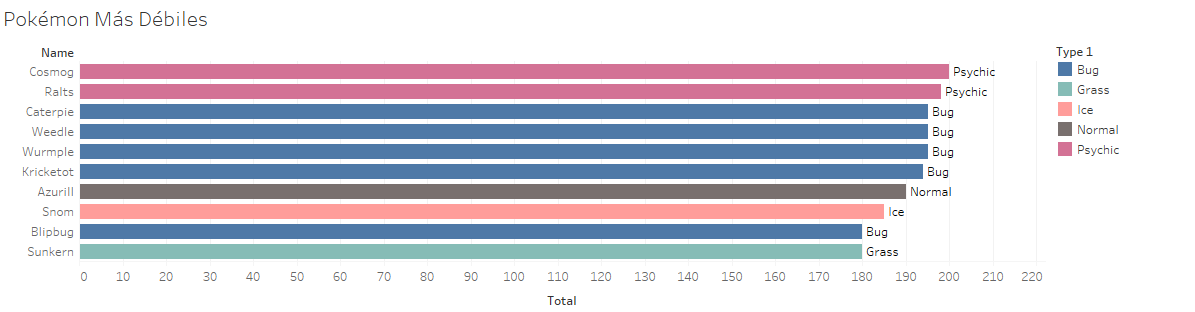 Pokémon Más Débiles
Name
Type 1
Cosmog Psychic
Bug
Ralts Psychic
Grass
Caterpie Bug
Ice
Weedle Bug
Normal
Wurmple Bug
Psychic
Kricketot Bug
Azurill Normal
Snom Ice
Blipbug Bug
Sunkern Grass
0 10 20 30 40 50 60 70 80 90 100 110 120 130 140 150 160 170 180 190 200 210 220
Total